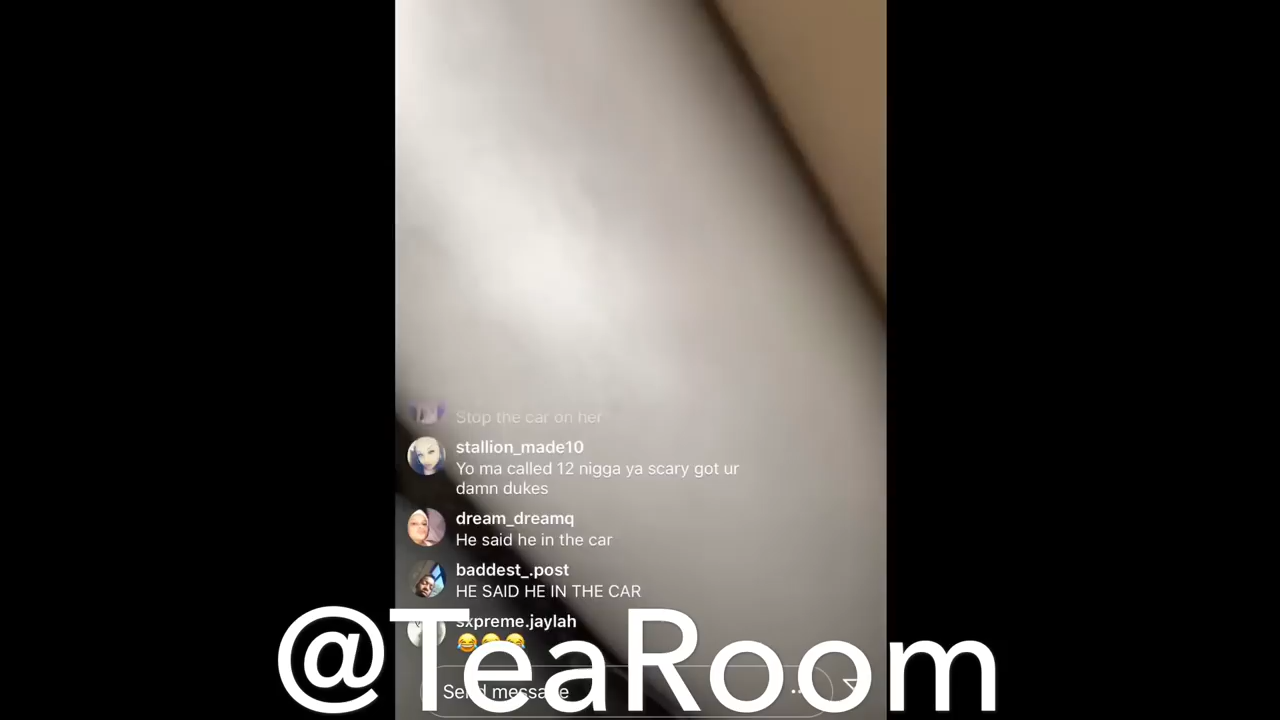 Stop the car on her
stallion_made10
Yo ma called 12 nigga ya scary got ur
damn dukes
dream_dreamq
He said he in the car
baddest_.post
HE SAID HE IN THE CAR
sxpreme.jaylah
😂😂😂
@TeaRoom
Send message